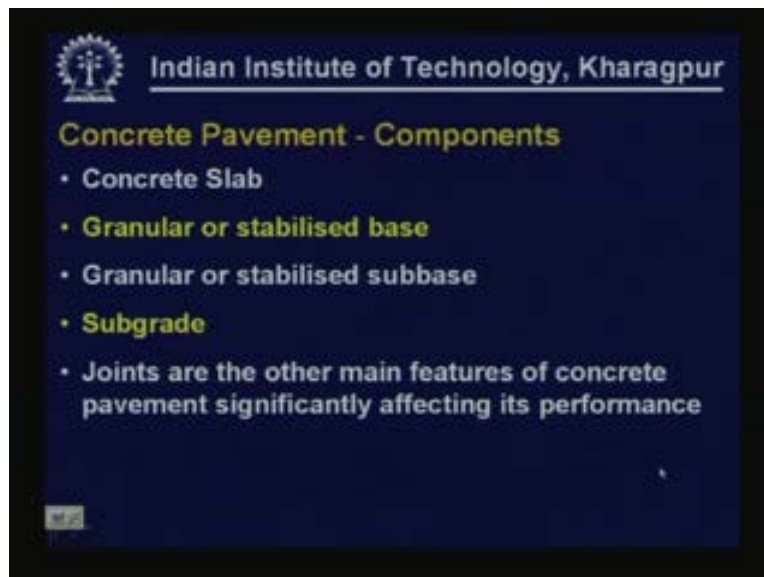 Indian Institute of Technology, Kharagpur
Concrete Pavement - Components
• Concrete Slab
• Granular or stabilised base
• Granular or stabilised subbase
• Subgrade
• Joints are the other main features of concrete
pavement significantly affecting its performance